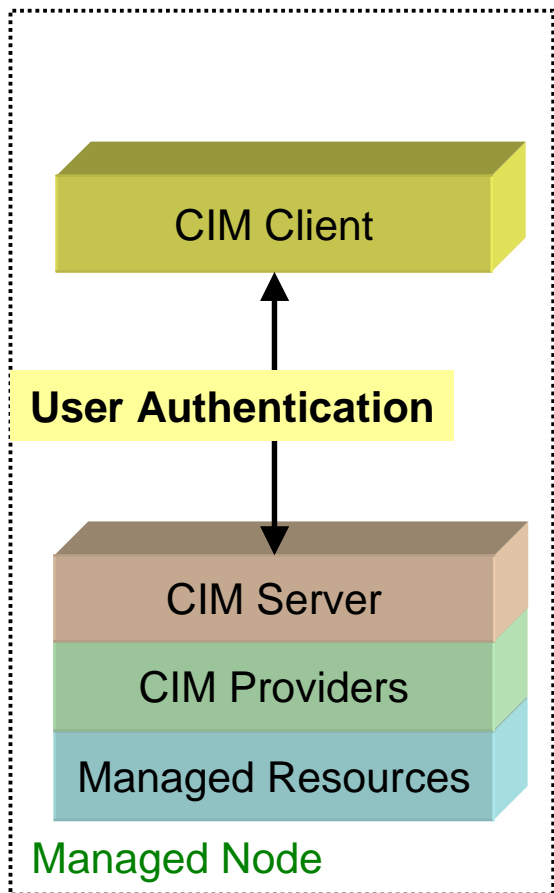 CIM Client
User Authentication
CIM Server
CIM Providers
Managed Resources
Managed Node